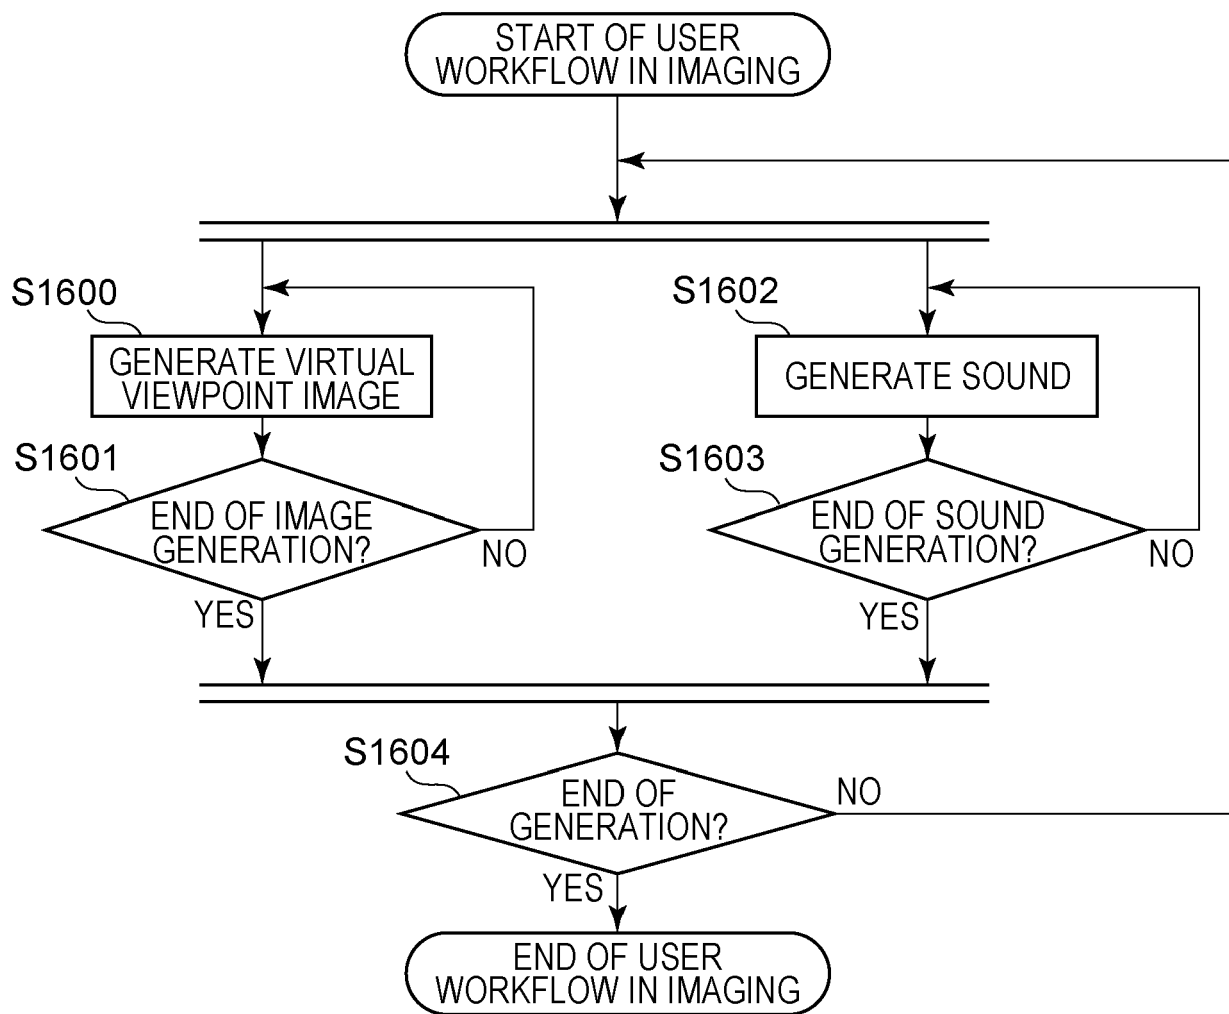 START OF USER
WORKFLOW IN IMAGING
S1600
GENERATE VIRTUAL
VIEWPOINT IMAGE
S1601
END OF IMAGE
GENERATION?
NO
YES
S1602
GENERATE SOUND
S1603
END OF SOUND
GENERATION?
NO
YES
S1604
END OF
GENERATION?
NO
YES
END OF USER
WORKFLOW IN IMAGING